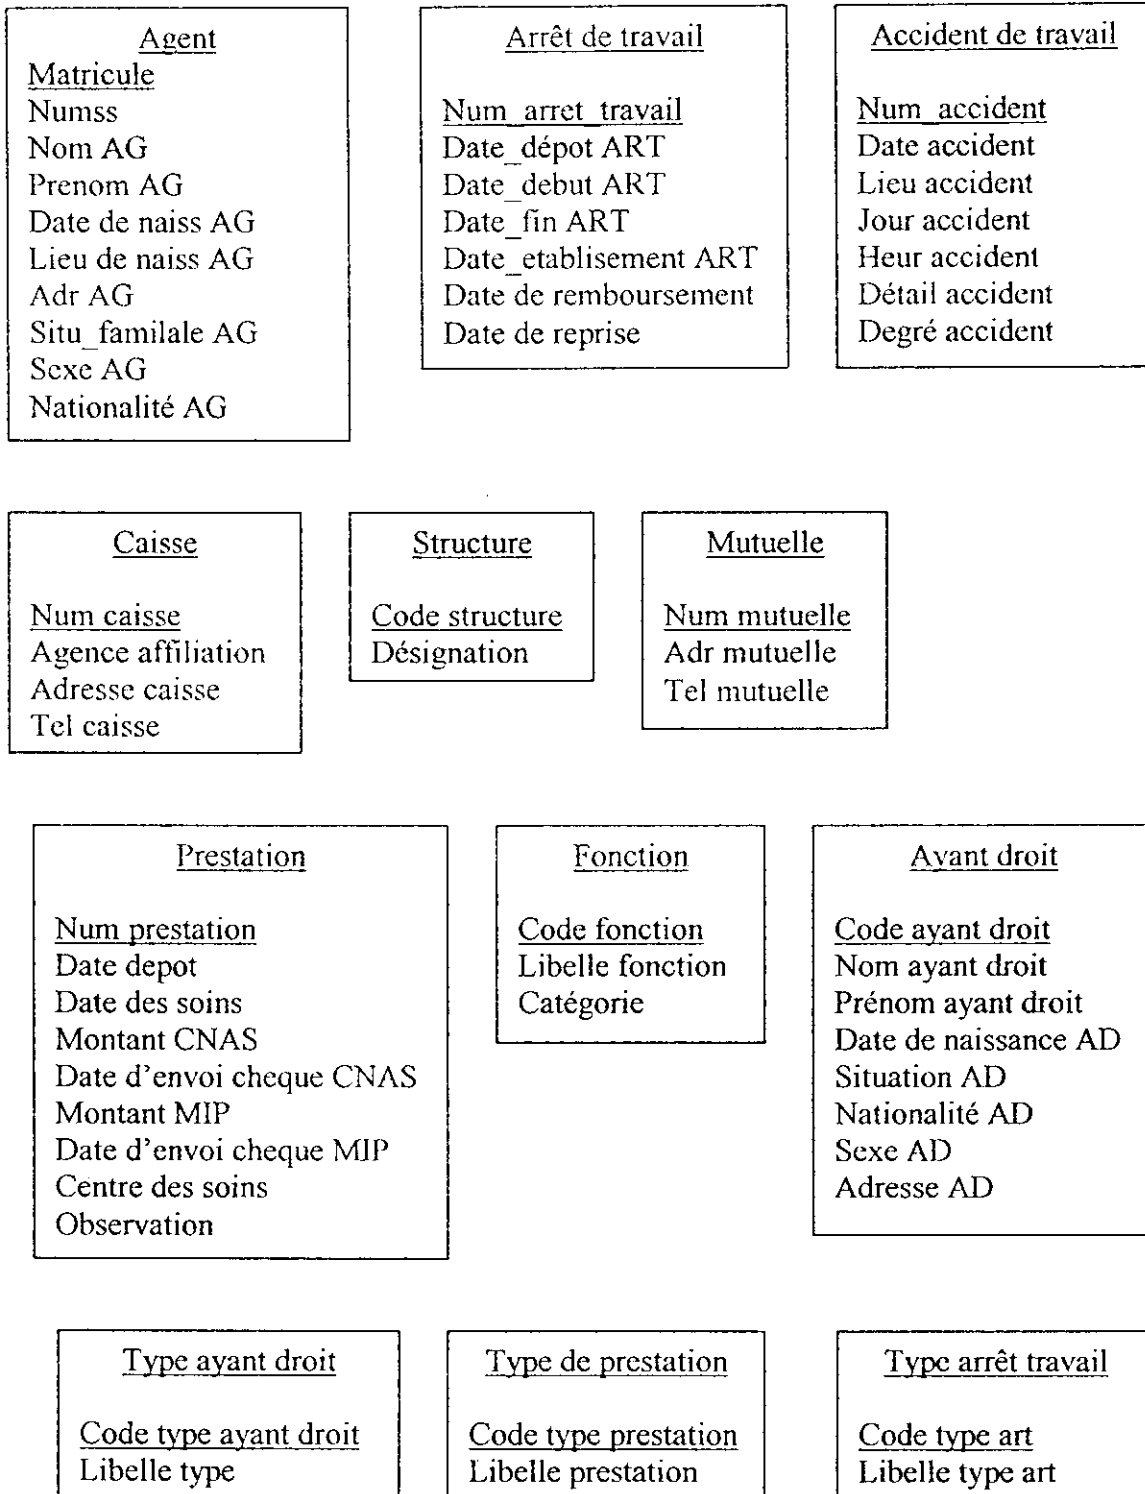 Agent
Matricule
Numss
Nom AG
Prenom AG
Date de naiss AG
Lieu de naiss AG
Adr AG
Situ_familale AG
Sexe AG
Nationalité AG
Arrêt de travail
Num_arret_travail
Date_dépot ART
Date_debut ART
Date_fin ART
Date_etablisement ART
Date de remboursement
Date de reprise
Accident de travail
Num_accident
Date accident
Lieu accident
Jour accident
Heur accident
Détail accident
Degré accident
Caisse
Num caisse
Agence affiliation
Adresse caisse
Tel caisse
Structure
Code structure
Désignation
Mutuelle
Num mutuelle
Adr mutuelle
Tel mutuelle
Prestation
Num prestation
Date depot
Date des soins
Montant CNAS
Date d'envoi cheque CNAS
Montant MIP
Date d'envoi cheque MIP
Centre des soins
Observation
Fonction
Code fonction
Libelle fonction
Catégorie
Ayant droit
Code ayant droit
Nom ayant droit
Prénom ayant droit
Date de naissance AD
Situation AD
Nationalité AD
Sexe AD
Adresse AD
Type ayant droit
Code type ayant droit
Libelle type
Type de prestation
Code type prestation
Libelle prestation
Type arrêt travail
Code type art
Libelle type art